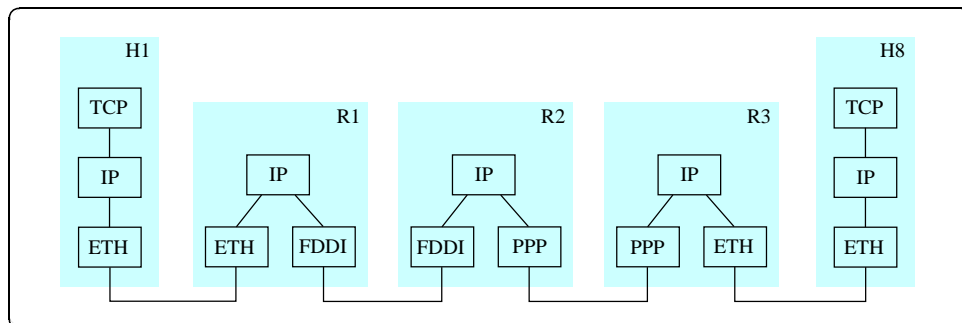 H1 H8
TCP R1 R2 R3 TCP
IP IP IP IP IP
ETH ETH FDDI FDDI PPP PPP ETH ETH